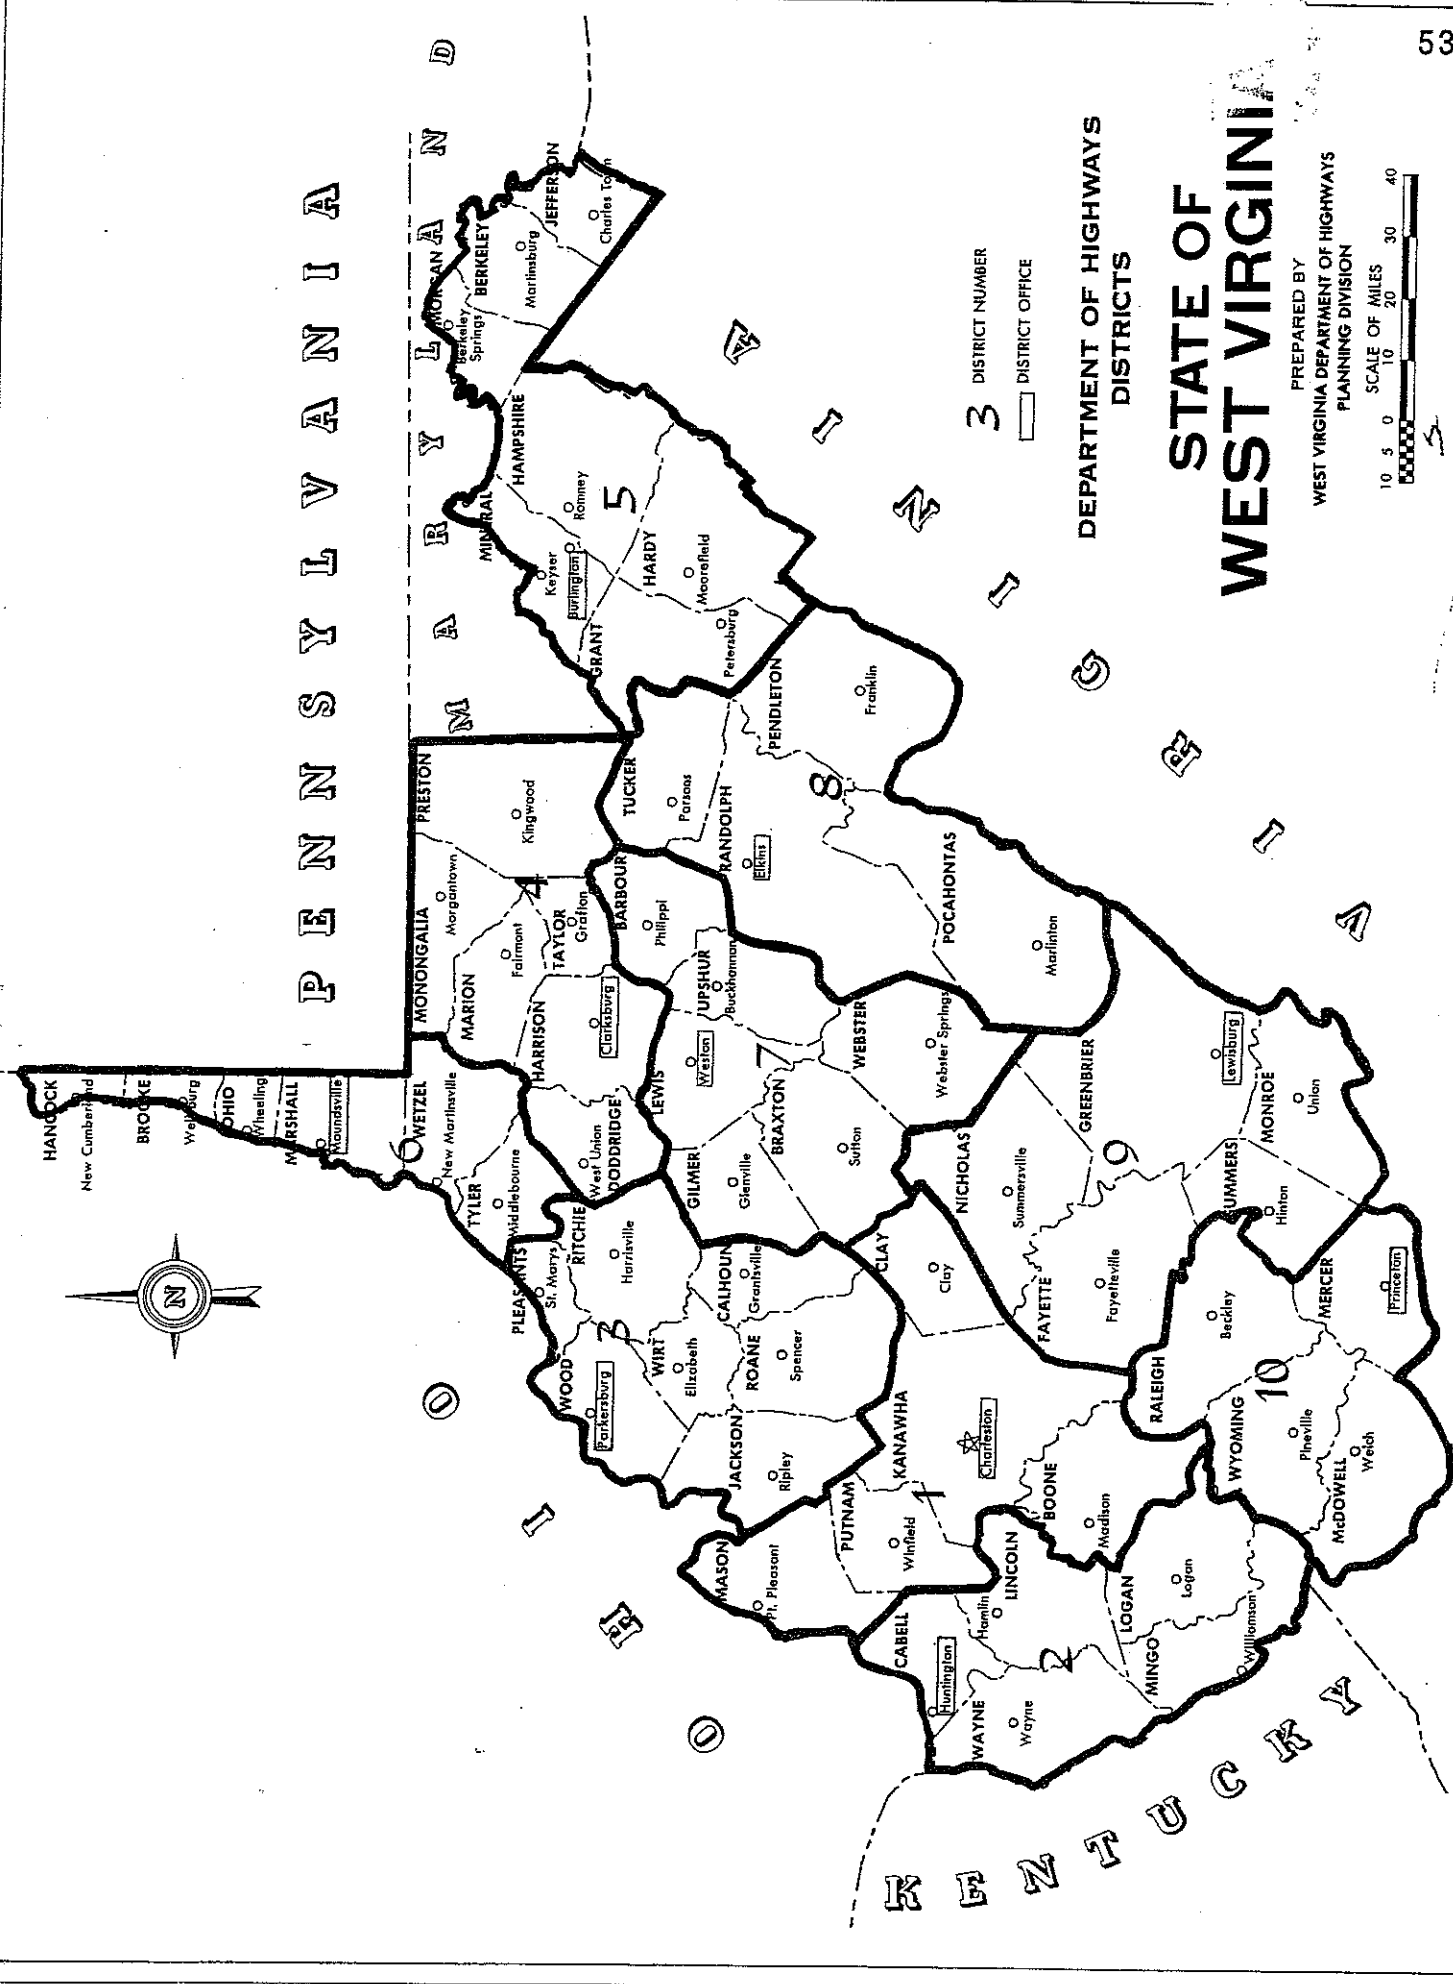 53
PENNSYLVANIA
MARYLAND
OHIO
KENTUCKY
VIRGINIA
N
HANCOCK
New Cumberland
BROOKE
Wellsburg
OHIO
Wheeling
MARSHALL
Moundsville
6
WETZEL
New Martinsville
TYLER
Middlebourne
PLEASANTS
St. Marys
RITCHIE
Harrisville
WOOD
Parkersburg
3
WIRT
Elizabeth
CALHOUN
Grantsville
ROANE
Spencer
JACKSON
Ripley
MONONGALIA
Morgantown
PRESTON
Kingwood
MARION
Fairmont
4
TAYLOR
Grafton
HARRISON
Clarksburg
DODDRIDGE
West Union
MINERAL
Keyser
Burlington
HAMPSHIRE
Romney
5
GRANT
Petersburg
HARDY
Moorefield
MORGAN
Berkeley
Springs
BERKELEY
Martinsburg
JEFFERSON
Charles Town
BARBOUR
Philippi
LEWIS
Weston
UPSHUR
Buckhannon
7
GILMER
Glenville
BRAXTON
Sutton
WEBSTER
Webster Springs
TUCKER
Parsons
RANDOLPH
Elkins
8
PENDLETON
Franklin
POCAHONTAS
Marlinton
MASON
Pt. Pleasant
PUTNAM
Winfield
1
KANAWHA
Charleston
CLAY
Clay
BOONE
Madison
CABELL
Huntington
WAYNE
Wayne
2
LINCOLN
Hamlin
LOGAN
Logan
MINGO
Williamson
NICHOLAS
Summersville
GREENBRIER
Lewisburg
9
FAYETTE
Fayetteville
SUMMERS
Hinton
MONROE
Union
RALEIGH
Beckley
10
WYOMING
Pineville
McDOWELL
Welch
MERCER
Princeton
3 DISTRICT NUMBER
DISTRICT OFFICE
DEPARTMENT OF HIGHWAYS
DISTRICTS
STATE OF
WEST VIRGINIA
PREPARED BY
WEST VIRGINIA DEPARTMENT OF HIGHWAYS
PLANNING DIVISION
SCALE OF MILES
10 5 0 10 20 30 40